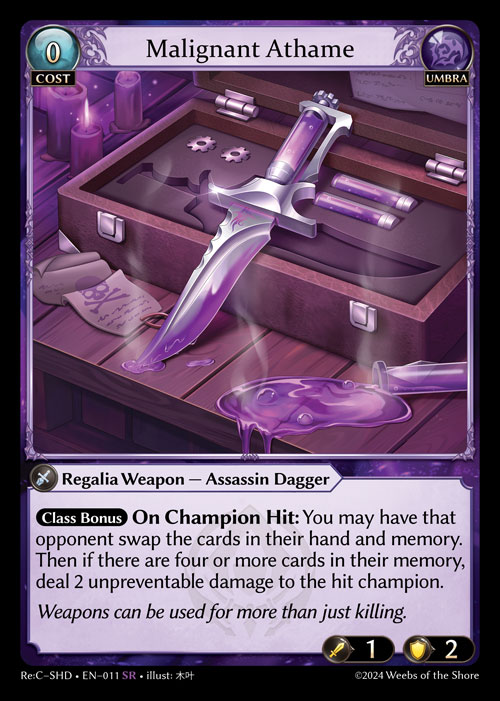 0
Malignant Athame
COST
UMBRA
Regalia Weapon — Assassin Dagger
Class Bonus On Champion Hit: You may have that
opponent swap the cards in their hand and memory.
Then if there are four or more cards in their memory,
deal 2 unpreventable damage to the hit champion.
Weapons can be used for more than just killing.
1
2
Re:C–SHD • EN–011 SR • illust: 木叶
©2024 Weebs of the Shore